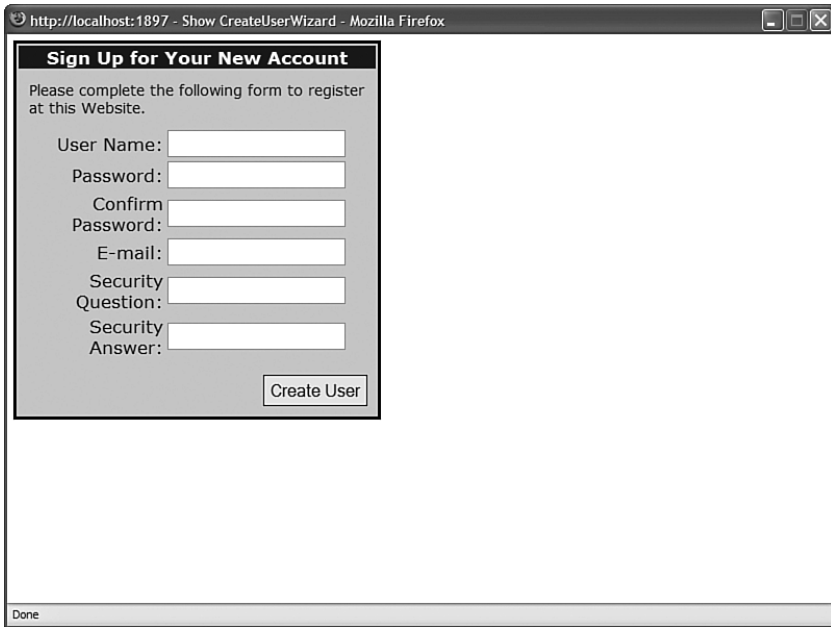 http://localhost:1897 - Show CreateUserWizard - Mozilla Firefox
Sign Up for Your New Account
Please complete the following form to register
at this Website.
User Name:
Password:
Confirm
Password:
E-mail:
Security
Question:
Security
Answer:
Create User
Done